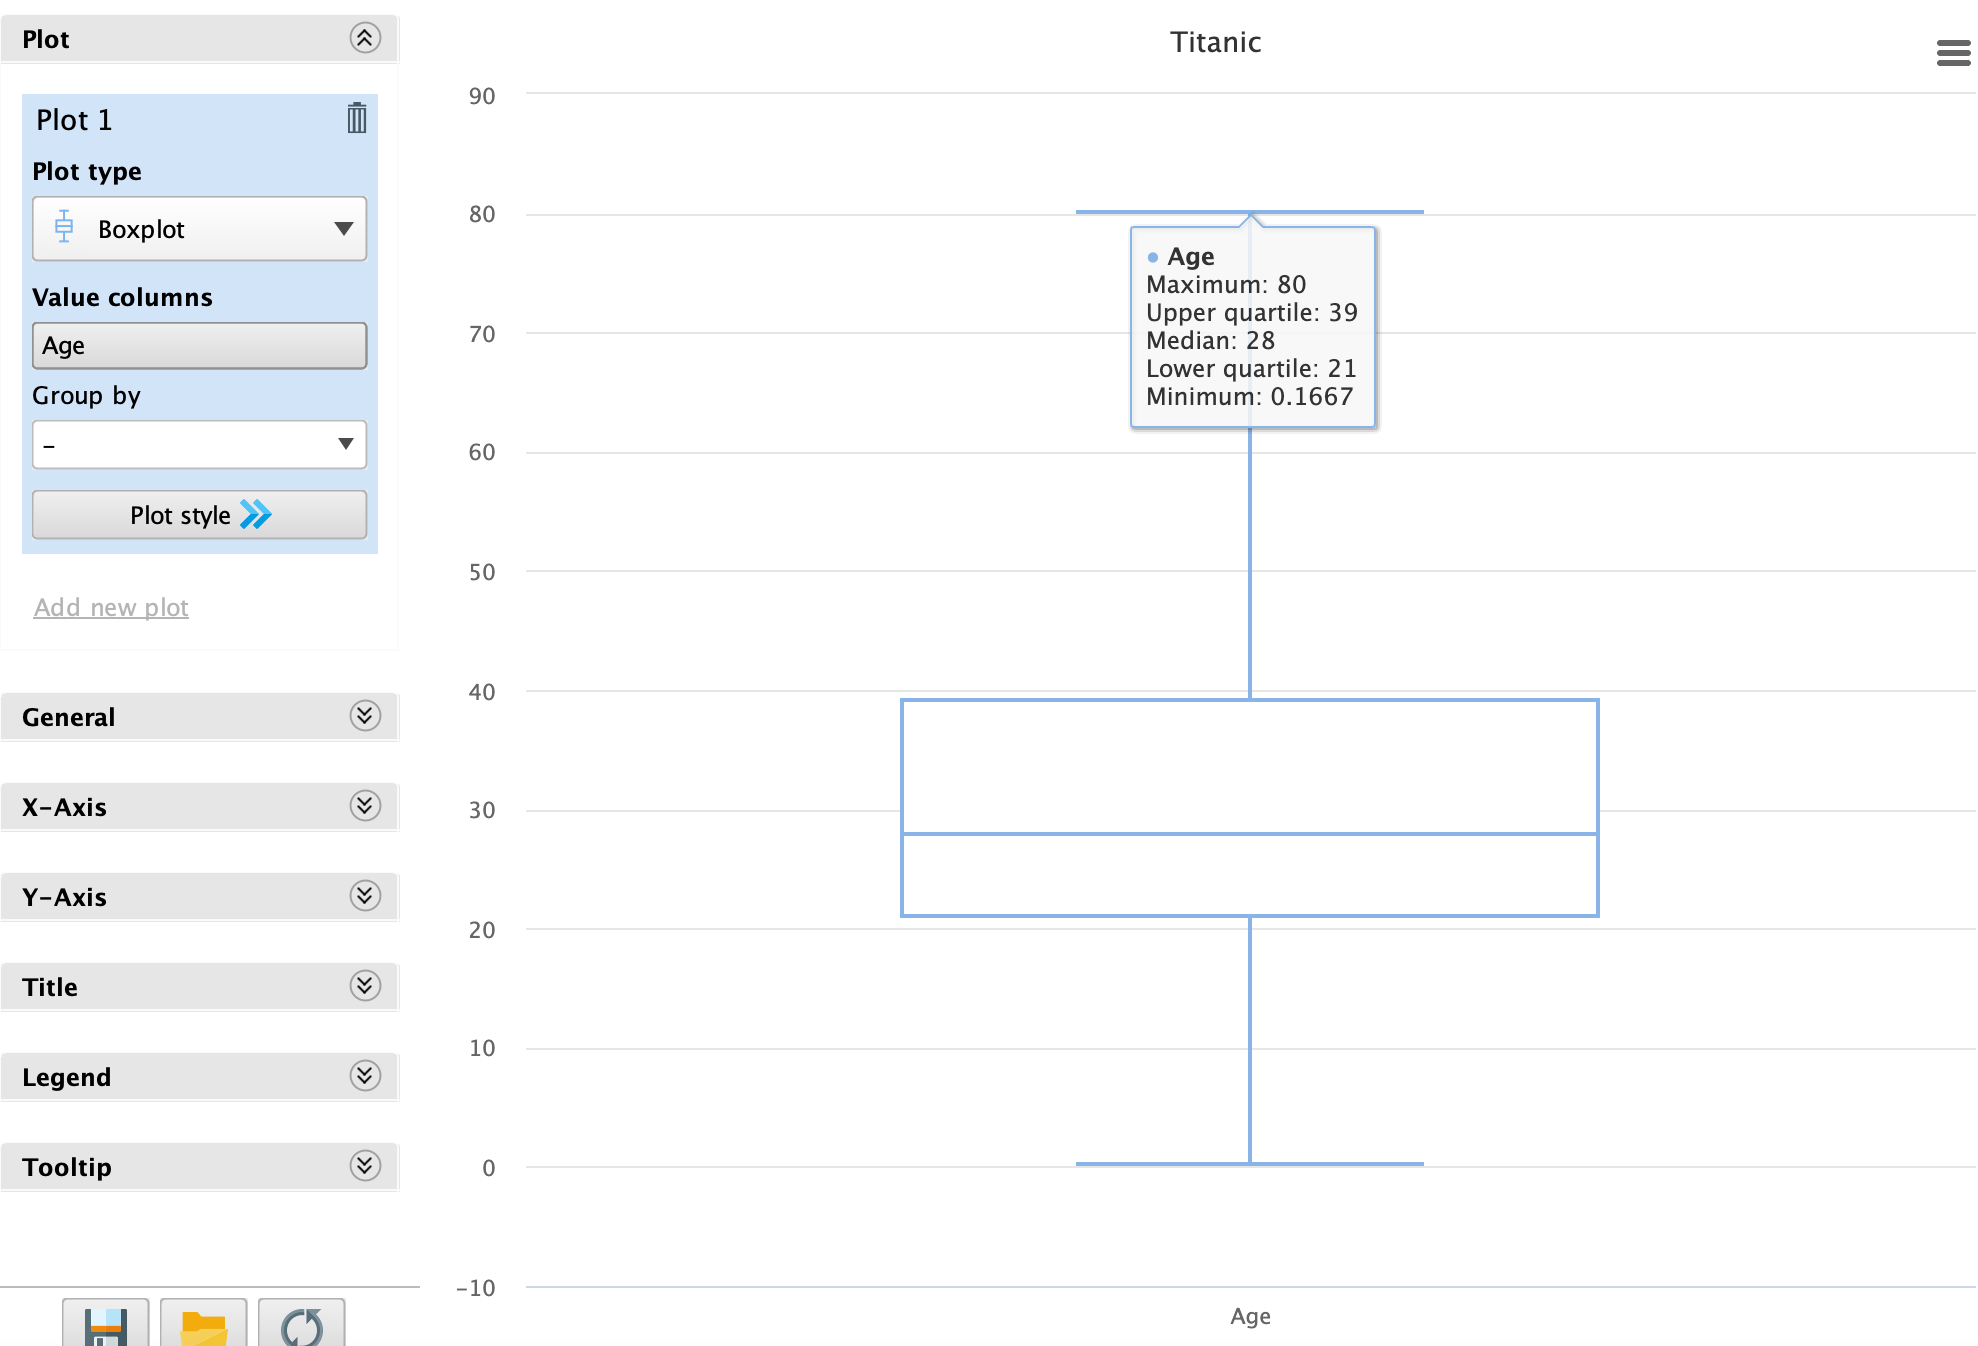 Plot
Plot 1
Plot type
Boxplot
Value columns
Age
Group by
–
Plot style
Add new plot
General
X–Axis
Y–Axis
Title
Legend
Tooltip
Titanic
90
80
70
60
50
40
30
20
10
0
–10
Age
Maximum: 80
Upper quartile: 39
Median: 28
Lower quartile: 21
Minimum: 0.1667
Age